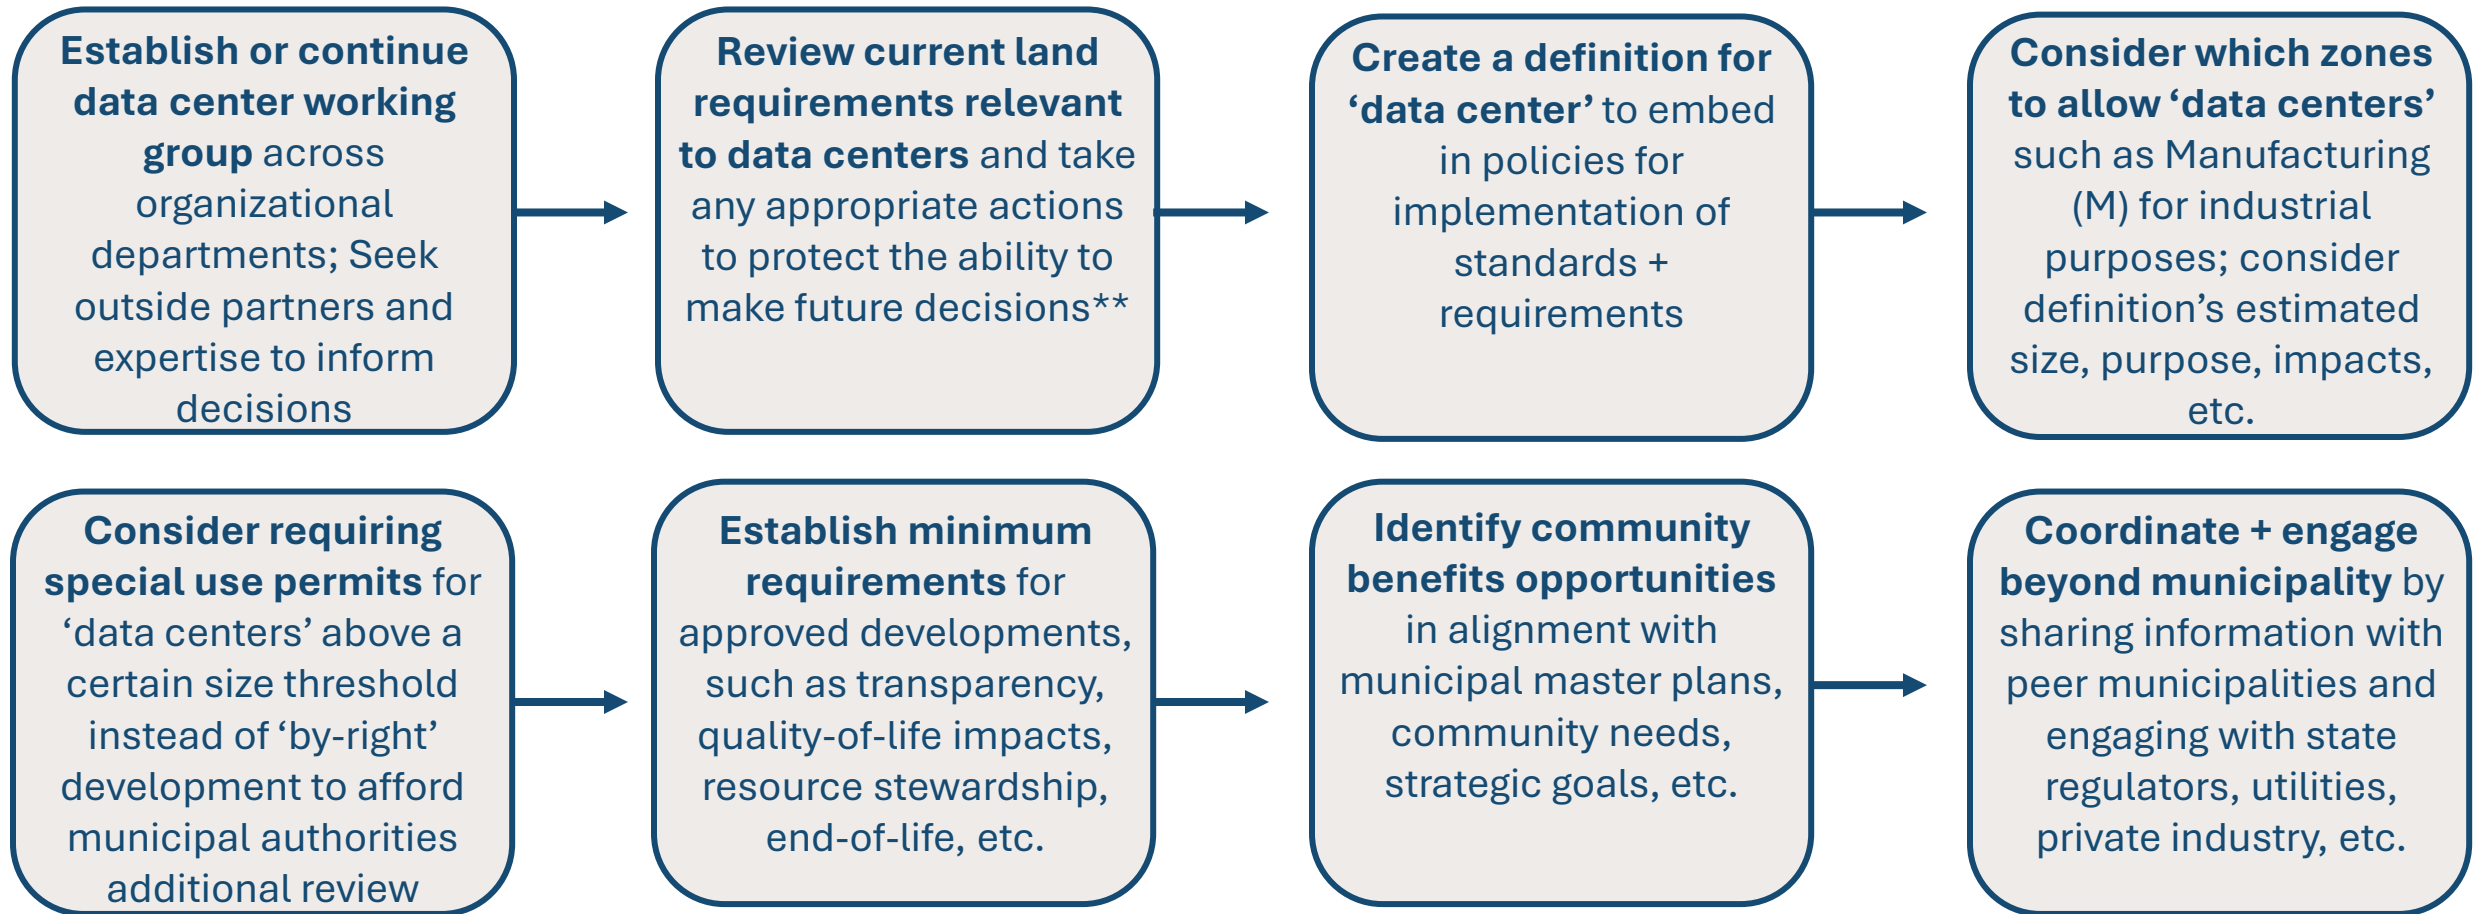 Establish or continue
data center working
group across
organizational
departments; Seek
outside partners and
expertise to inform
decisions
Review current land
requirements relevant
to data centers and take
any appropriate actions
to protect the ability to
make future decisions**
Create a definition for
‘data center’ to embed
in policies for
implementation of
standards +
requirements
Consider which zones
to allow ‘data centers’
such as Manufacturing
(M) for industrial
purposes; consider
definition’s estimated
size, purpose, impacts,
etc.
Consider requiring
special use permits for
‘data centers’ above a
certain size threshold
instead of ‘by-right’
development to afford
municipal authorities
additional review
Establish minimum
requirements for
approved developments,
such as transparency,
quality-of-life impacts,
resource stewardship,
end-of-life, etc.
Identify community
benefits opportunities
in alignment with
municipal master plans,
community needs,
strategic goals, etc.
Coordinate + engage
beyond municipality by
sharing information with
peer municipalities and
engaging with state
regulators, utilities,
private industry, etc.